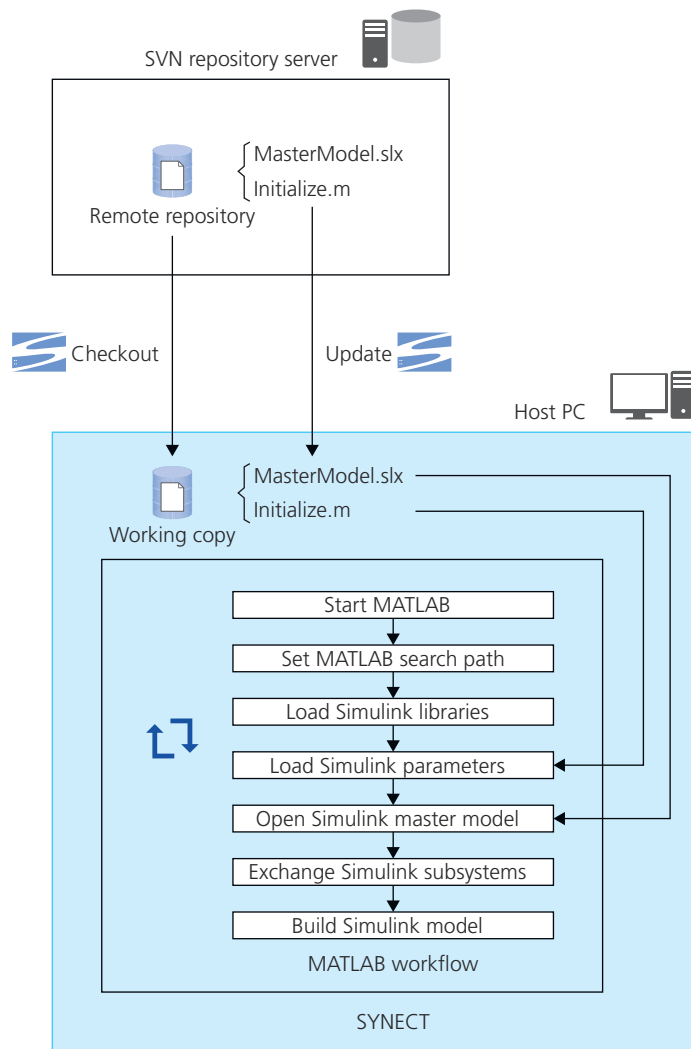 SVN repository server
MasterModel.slx
Initialize.m
Remote repository
Checkout
Update
Host PC
MasterModel.slx
Initialize.m
Working copy
Start MATLAB
Set MATLAB search path
Load Simulink libraries
Load Simulink parameters
Open Simulink master model
Exchange Simulink subsystems
Build Simulink model
MATLAB workflow
SYNECT